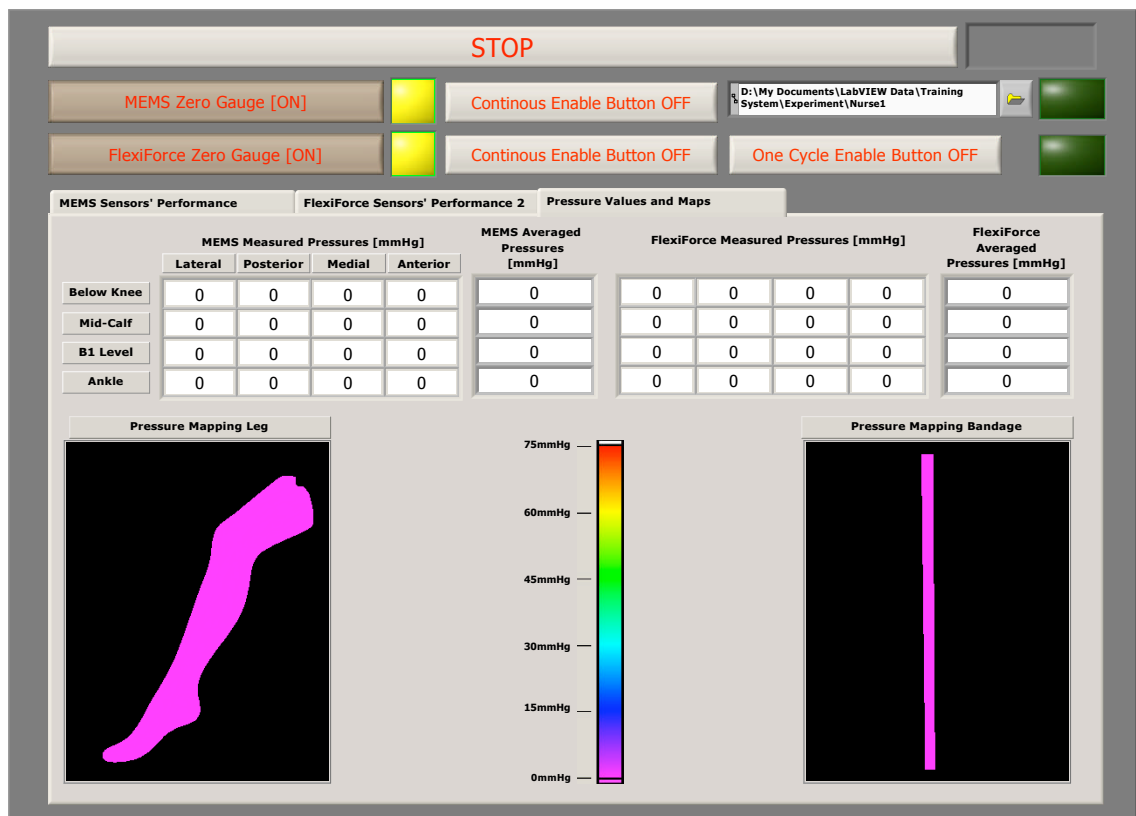 STOP
MEMS Zero Gauge [ON]
Continous Enable Button OFF
D:\My Documents\LabVIEW Data\Training
System\Experiment\Nurse1
FlexiForce Zero Gauge [ON]
Continous Enable Button OFF
One Cycle Enable Button OFF
MEMS Sensors' Performance
FlexiForce Sensors' Performance 2
Pressure Values and Maps
MEMS Measured Pressures [mmHg]
MEMS Averaged
Pressures
[mmHg]
FlexiForce Measured Pressures [mmHg]
FlexiForce
Averaged
Pressures [mmHg]
Lateral Posterior Medial Anterior
Below Knee 0 0 0 0 0 0 0 0 0 0
Mid-Calf 0 0 0 0 0 0 0 0 0 0
B1 Level 0 0 0 0 0 0 0 0 0 0
Ankle 0 0 0 0 0 0 0 0 0 0
Pressure Mapping Leg
75mmHg
60mmHg
45mmHg
30mmHg
15mmHg
0mmHg
Pressure Mapping Bandage